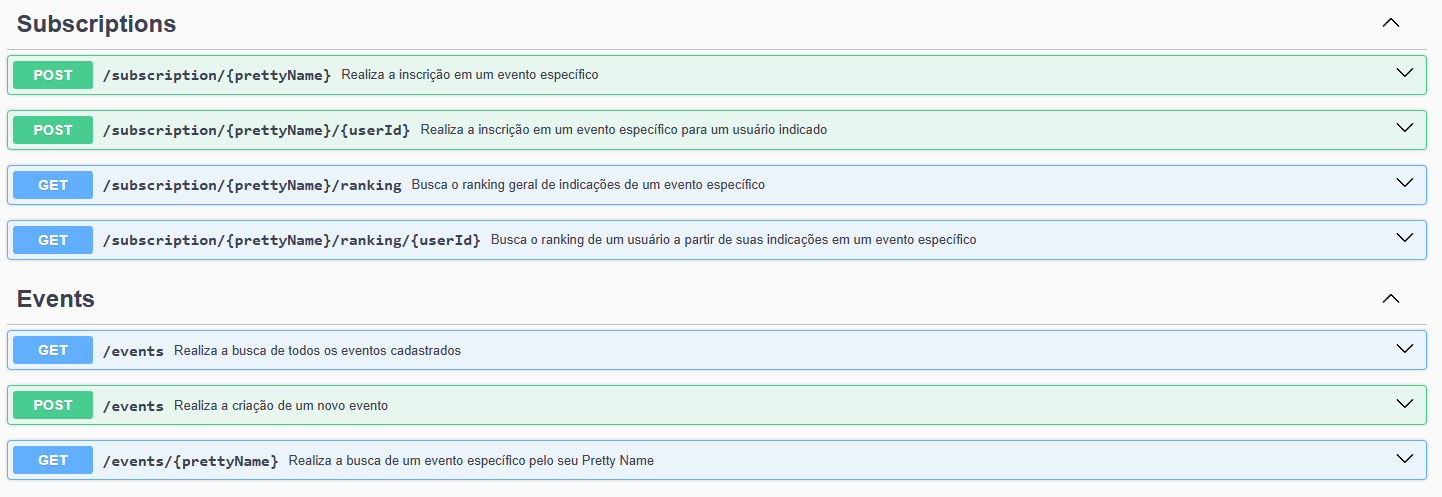 Subscriptions
POST /subscription/{prettyName} Realiza a inscrição em um evento específico
POST /subscription/{prettyName}/{userId} Realiza a inscrição em um evento específico para um usuário indicado
GET /subscription/{prettyName}/ranking Busca o ranking geral de indicações de um evento específico
GET /subscription/{prettyName}/ranking/{userId} Busca o ranking de um usuário a partir de suas indicações em um evento específico
Events
GET /events Realiza a busca de todos os eventos cadastrados
POST /events Realiza a criação de um novo evento
GET /events/{prettyName} Realiza a busca de um evento específico pelo seu Pretty Name